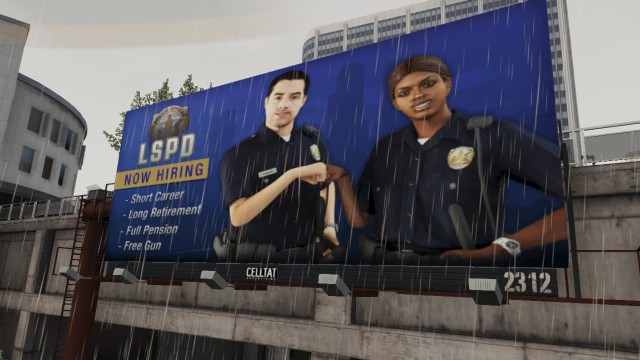 LSPD
NOW HIRING
- Short Career
- Long Retirement
- Full Pension
- Free Gun
CELLTAT
2312